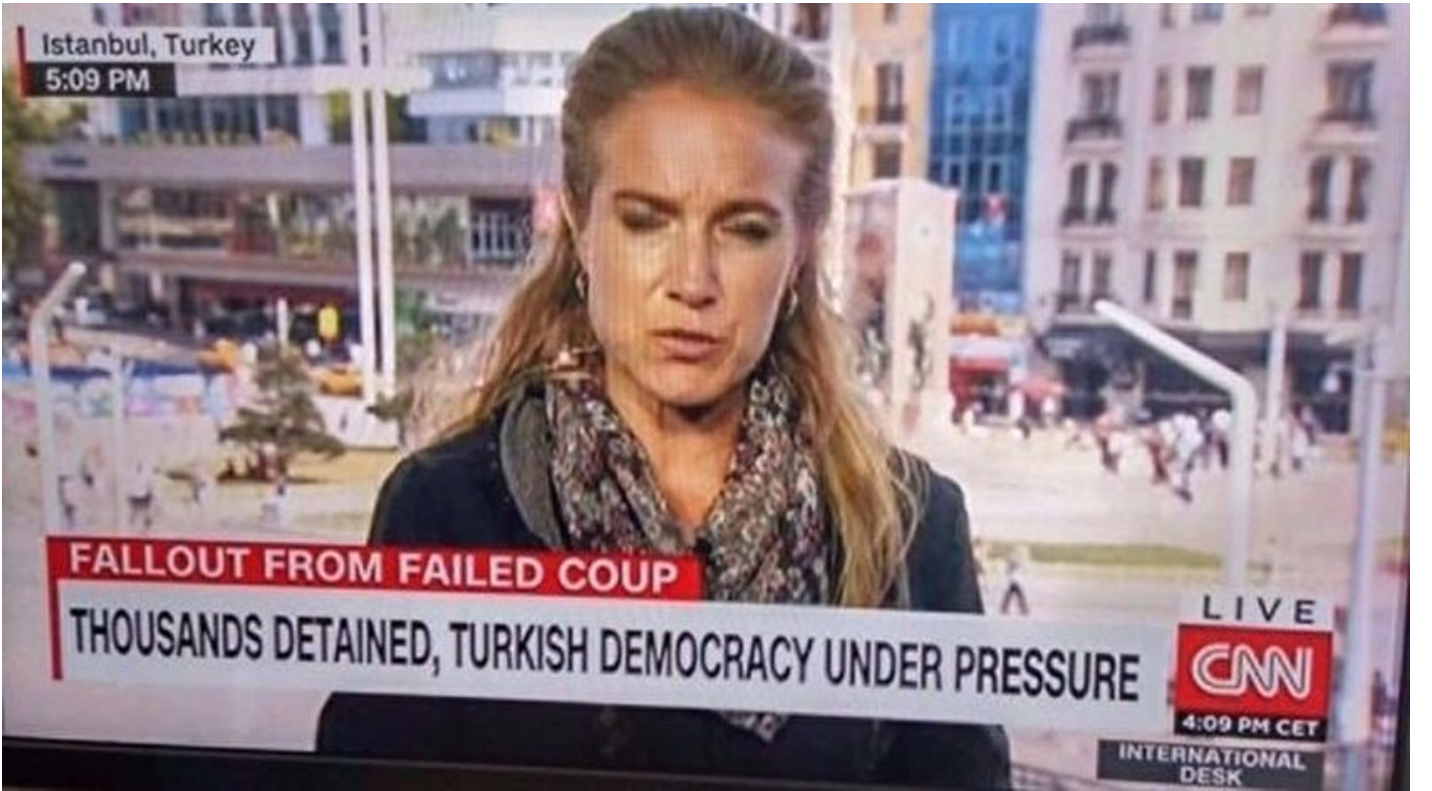 Istanbul, Turkey
5:09 PM
FALLOUT FROM FAILED COUP
THOUSANDS DETAINED, TURKISH DEMOCRACY UNDER PRESSURE
LIVE
CNN
4:09 PM CET
INTERNATIONAL
DESK